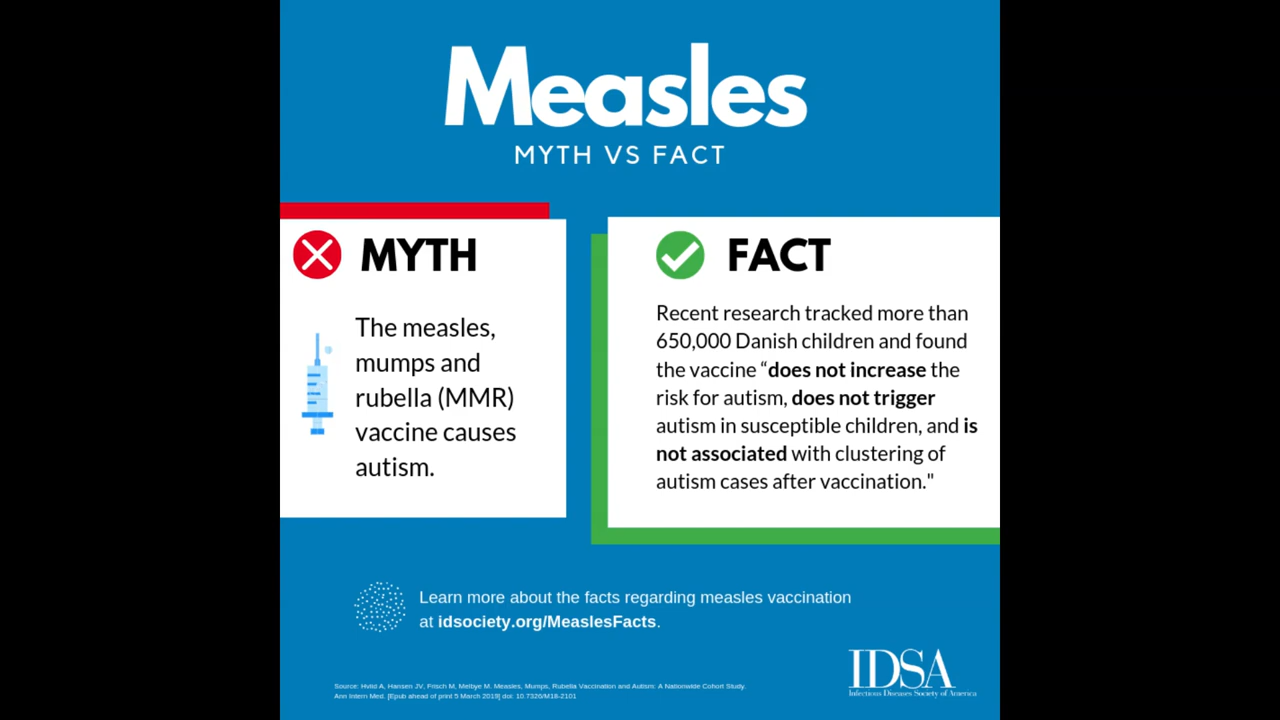 Measles
MYTH VS FACT
MYTH
The measles,
mumps and
rubella (MMR)
vaccine causes
autism.
FACT
Recent research tracked more than
650,000 Danish children and found
the vaccine “does not increase the
risk for autism, does not trigger
autism in susceptible children, and is
not associated with clustering of
autism cases after vaccination."
Learn more about the facts regarding measles vaccination
at idsociety.org/MeaslesFacts.
IDSA
Infectious Diseases Society of America
Source: Hviid A, Hansen JV, Frisch M, Melbye M. Measles, Mumps, Rubella Vaccination and Autism: A Nationwide Cohort Study.
Ann Intern Med. [Epub ahead of print 5 March 2019] doi: 10.7326/M18-2101